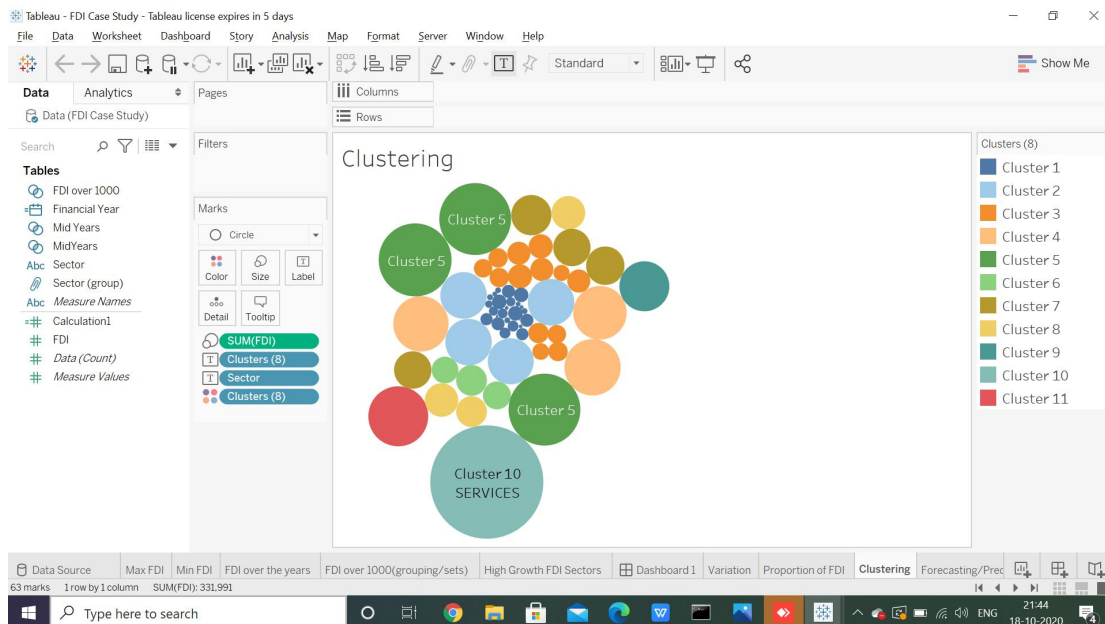 Tableau - FDI Case Study - Tableau license expires in 5 days
File Data Worksheet Dashboard Story Analysis Map Format Server Window Help
Standard
Show Me
Data Analytics
Data (FDI Case Study)
Search
Tables
FDI over 1000
Financial Year
Mid Years
MidYears
Abc Sector
Sector (group)
Abc Measure Names
Calculation1
FDI
Data (Count)
Measure Values
Pages
Filters
Marks
Circle
Color Size Label
Detail Tooltip
SUM(FDI)
Clusters (8)
Sector
Clusters (8)
Columns
Rows
Clustering
Cluster 5
Cluster 5
Cluster 5
Cluster 10
SERVICES
Clusters (8)
Cluster 1
Cluster 2
Cluster 3
Cluster 4
Cluster 5
Cluster 6
Cluster 7
Cluster 8
Cluster 9
Cluster 10
Cluster 11
Data Source Max FDI Min FDI FDI over the years FDI over 1000(grouping/sets) High Growth FDI Sectors Dashboard 1 Variation Proportion of FDI Clustering Forecasting/Prec
63 marks 1 row by 1 column SUM(FDI): 331,991
Type here to search
ENG
21:44
18-10-2020
4